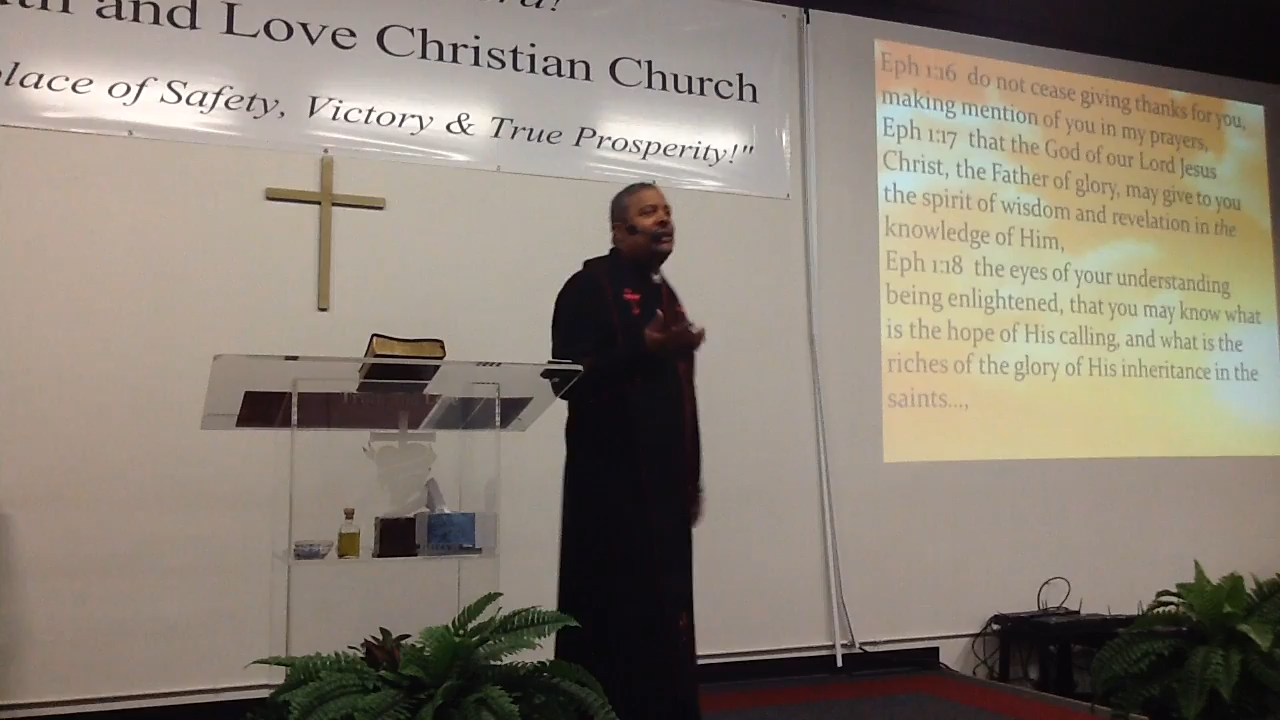 and Love Christian Church
of Safety, Victory & True Prosperity!"
Eph 1:16 do not cease giving thanks for you,
making mention of you in my prayers,
Eph 1:17 that the God of our Lord Jesus
Christ, the Father of glory, may give to you
the spirit of wisdom and revelation in the
knowledge of Him,
Eph 1:18 the eyes of your understanding
being enlightened, that you may know what
is the hope of His calling, and what is the
riches of the glory of His inheritance in the
saints...,